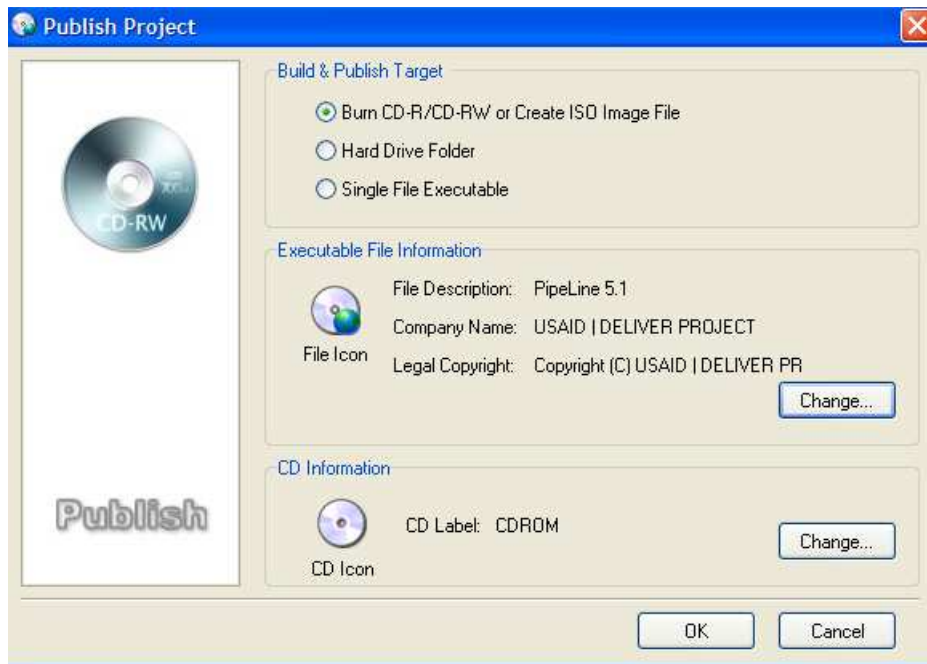 Publish Project
CD-RW
Publish
Build & Publish Target
Burn CD-R/CD-RW or Create ISO Image File
Hard Drive Folder
Single File Executable
Executable File Information
File Icon
File Description: PipeLine 5.1
Company Name: USAID | DELIVER PROJECT
Legal Copyright: Copyright (C) USAID | DELIVER PR
Change...
CD Information
CD Icon
CD Label: CDROM
Change...
OK
Cancel